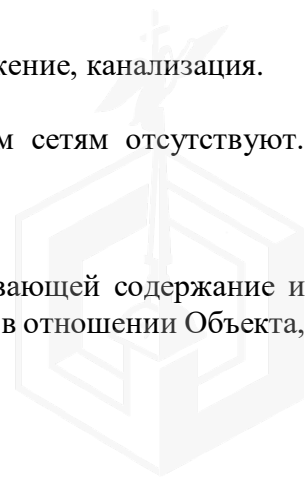 жение, канализация.
м сетям отсутствуют.
вающей содержание и
в отношении Объекта,